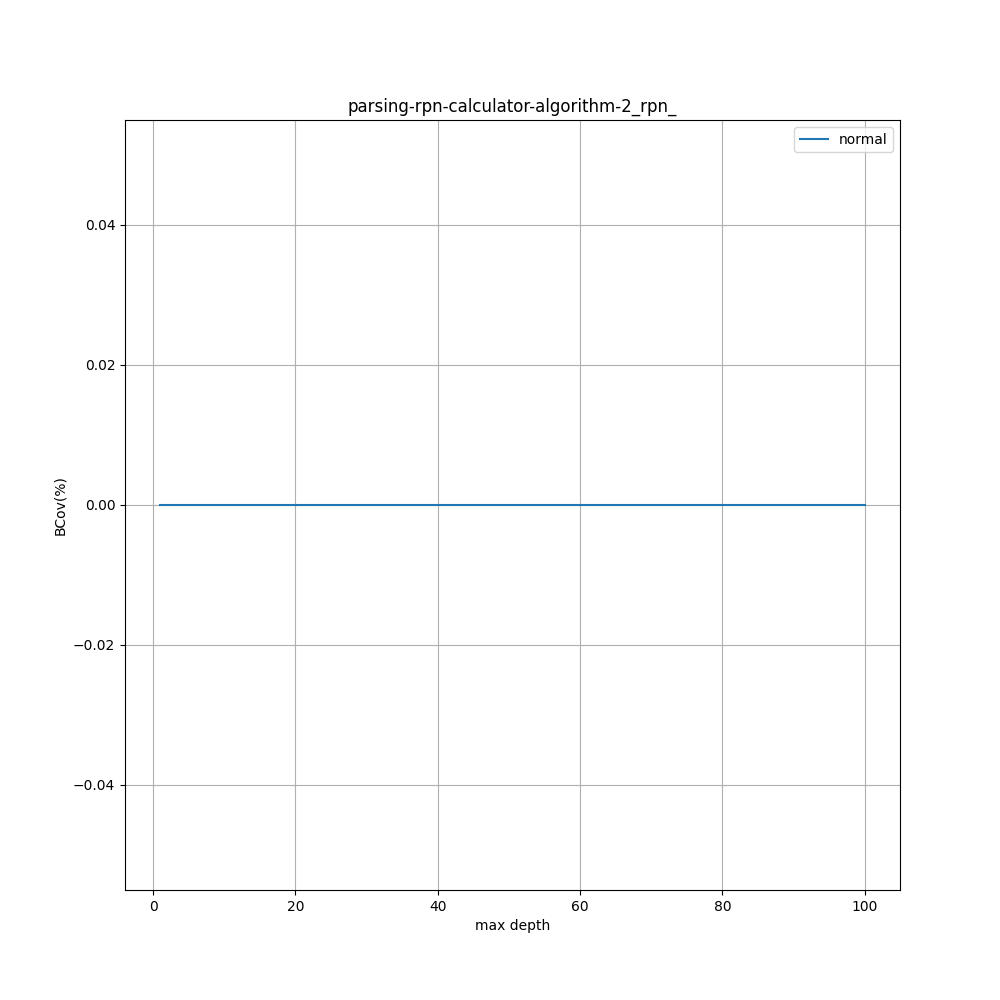 parsing-rpn-calculator-algorithm-2_rpn_
normal
BCov(%)
0.04
0.02
0.00
−0.02
−0.04
0 20 40 60 80 100
max depth